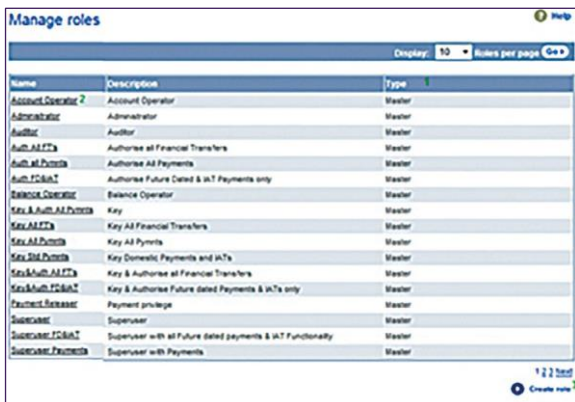 Manage roles
Help
Display: 10 Roles per page Go
Name Description Type 1
Account Operator 2 Account Operator Master
Administrator Administrator Master
Auditor Auditor Master
Auth All FT's Authorise all Financial Transfers Master
Auth all Pymnts Authorise All Payments Master
Auth FD&IAT Authorise Future Dated & IAT Payments only Master
Balance Operator Balance Operator Master
Key & Auth All Pymnts Key Master
Key All FT's Key All Financial Transfers Master
Key All Pymnts Key All Pymnts Master
Key Std Pymnts Key Domestic Payments and IATs Master
Key&Auth All FTs Key & Authorise all Financial Transfers Master
Key&Auth FD&IAT Key & Authorise Future dated Payments & IATs only Master
Payment Releaser Payment privilege Master
Superuser Superuser Master
Superuser FD&IAT Superuser with all Future dated payments & IAT Functionality Master
Superuser Payments Superuser with Payments Master
1 2 3 Next
Create role